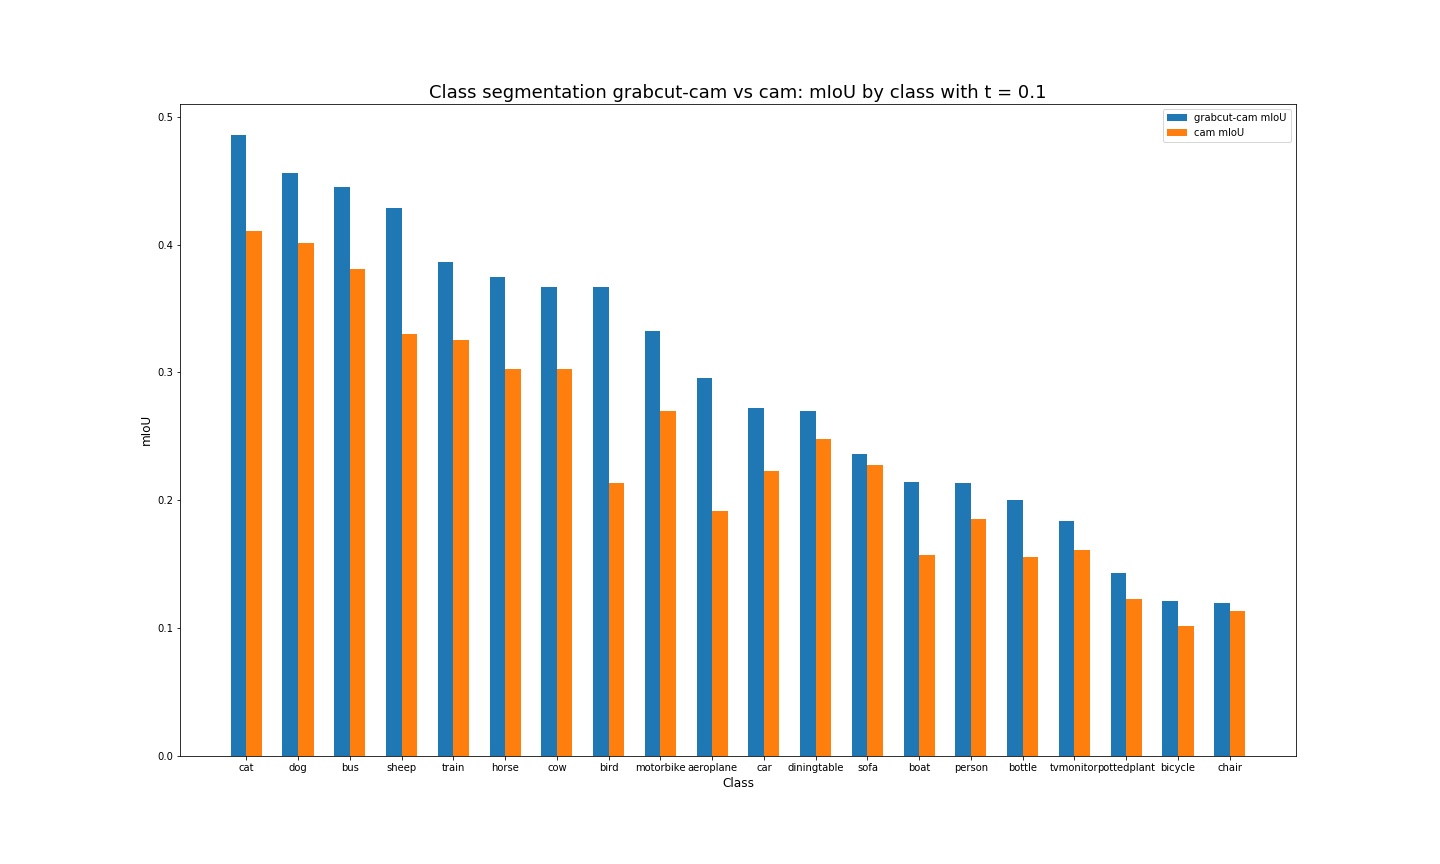 Class segmentation grabcut-cam vs cam: mIoU by class with t = 0.1
grabcut-cam mIoU
cam mIoU
0.5
0.4
0.3
0.2
0.1
0.0
mIoU
cat dog bus sheep train horse cow bird motorbike aeroplane car diningtable sofa boat person bottle tvmonitor pottedplant bicycle chair
Class